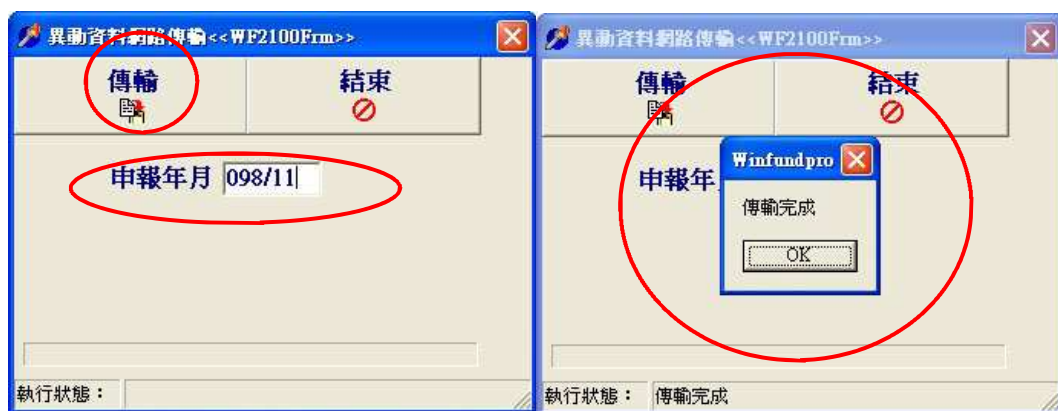 異動資料網路傳輸<<WF2100Frm>>
傳輸
結束
申報年月 098/11
執行狀態：
異動資料網路傳輸<<WF2100Frm>>
傳輸
結束
申報年
Winfundpro
傳輸完成
OK
執行狀態： 傳輸完成